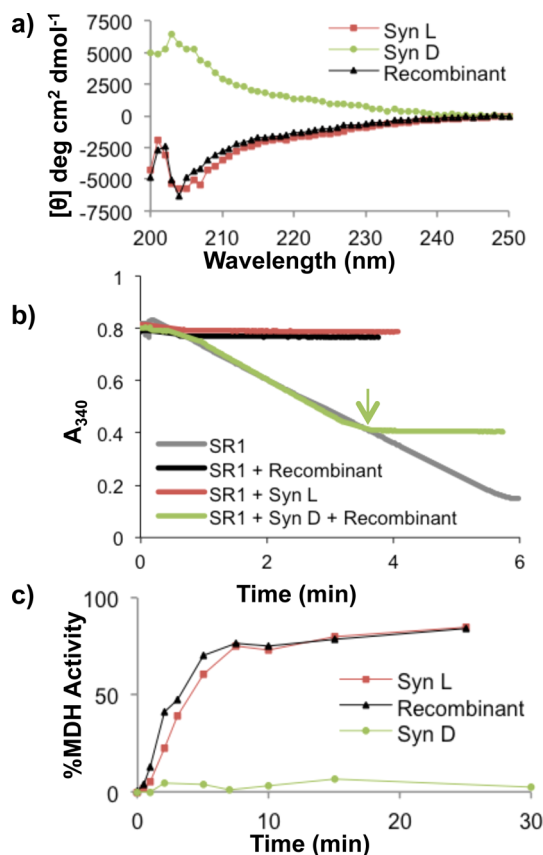 a)
7500
5000
2500
0
-2500
-5000
-7500
[θ] deg cm² dmol⁻¹
Syn L
Syn D
Recombinant
200 210 220 230 240 250
Wavelength (nm)
b)
1
0.8
0.6
0.4
0.2
0
A₃₄₀
SR1
SR1 + Recombinant
SR1 + Syn L
SR1 + Syn D + Recombinant
0 2 4 6
Time (min)
c)
100
50
0
%MDH Activity
Syn L
Recombinant
Syn D
0 10 20 30
Time (min)